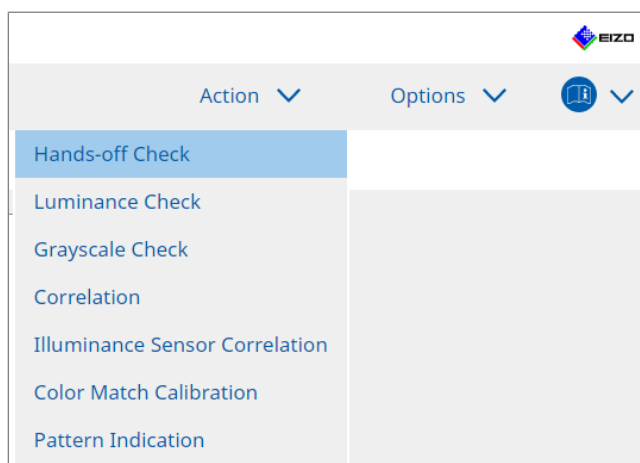 EIZO
Action
Options
Hands-off Check
Luminance Check
Grayscale Check
Correlation
Illuminance Sensor Correlation
Color Match Calibration
Pattern Indication